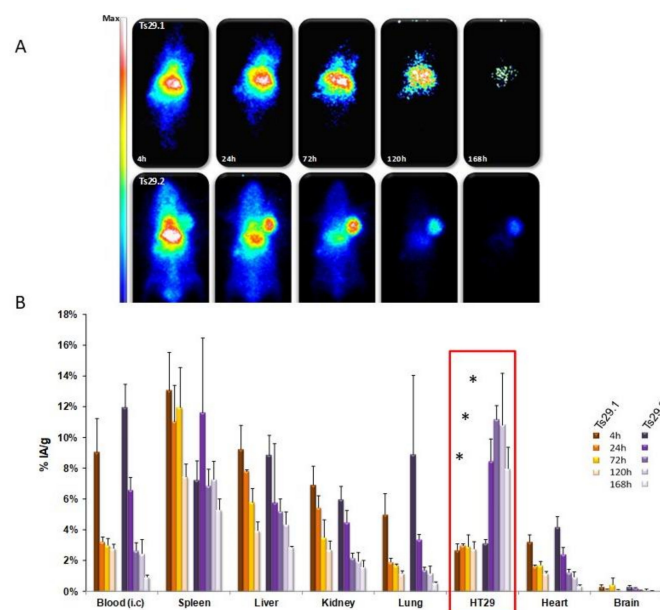 A
Max
Ts29.1
4h
24h
72h
120h
168h
Ts29.2
B
18%
16%
14%
12%
10%
8%
6%
4%
2%
0%
% IA/g
*
*
*
Ts29.1
4h
24h
72h
120h
168h
Blood (i.c)
Spleen
Liver
Kidney
Lung
HT29
Heart
Brain